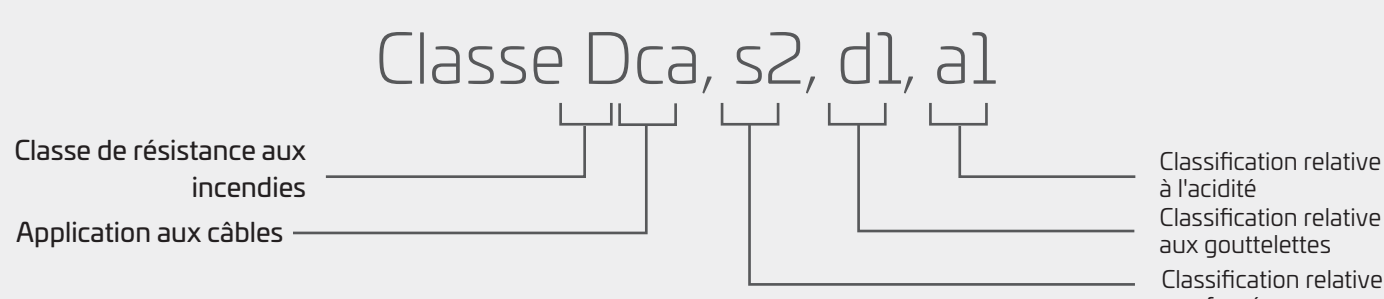 Classe Dca, s2, d1, a1
Classe de résistance aux
incendies
Application aux câbles
Classification relative
à l'acidité
Classification relative
aux gouttelettes
Classification relative